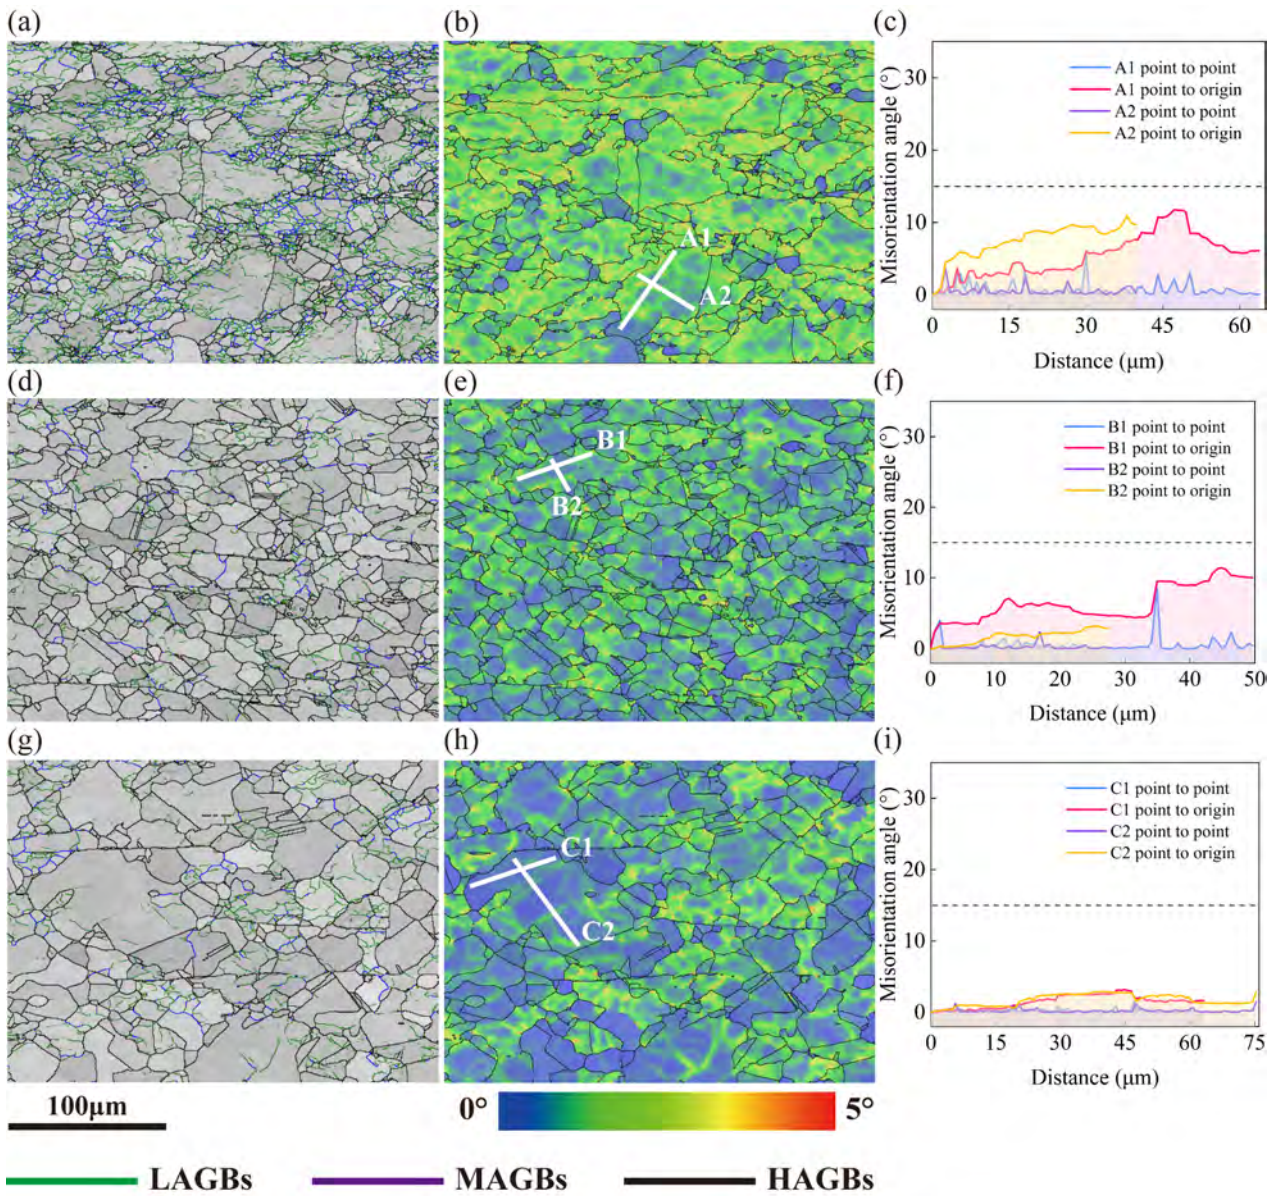 (a)
(b)
(c)
A1
A2
Misorientation angle (°)
30
20
10
0
A1 point to point
A1 point to origin
A2 point to point
A2 point to origin
0 15 30 45 60
Distance (μm)
(d)
(e)
(f)
B1
B2
Misorientation angle (°)
30
20
10
0
B1 point to point
B1 point to origin
B2 point to point
B2 point to origin
0 10 20 30 40 50
Distance (μm)
(g)
(h)
(i)
C1
C2
Misorientation angle (°)
30
20
10
0
C1 point to point
C1 point to origin
C2 point to point
C2 point to origin
0 15 30 45 60 75
Distance (μm)
100μm
0° 5°
LAGBs MAGBs HAGBs